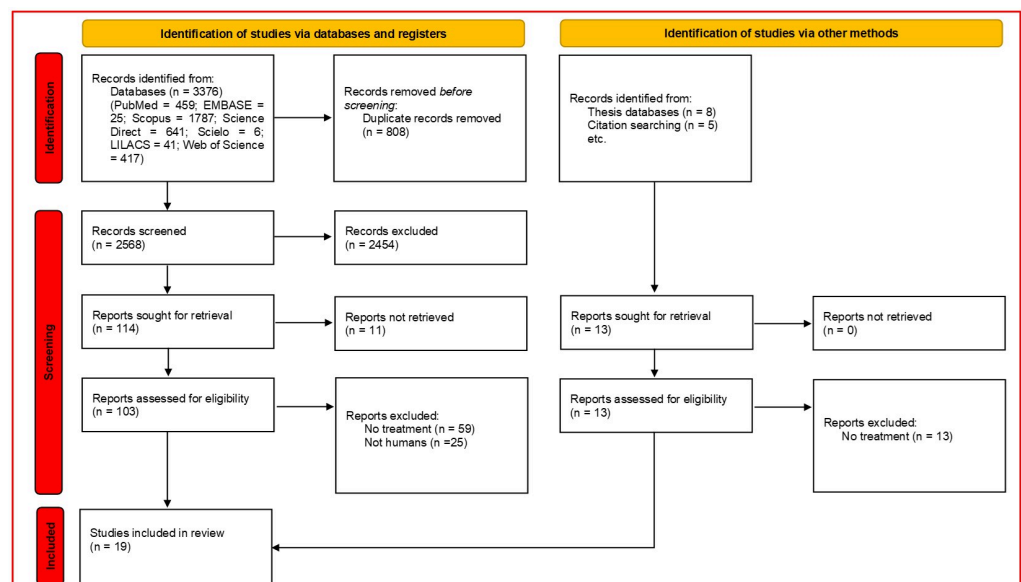 Identification of studies via databases and registers
Identification of studies via other methods
Identification
Records identified from:
Databases (n = 3376)
(PubMed = 459; EMBASE =
25; Scopus = 1787; Science
Direct = 641; Scielo = 6;
LILACS = 41; Web of Science
= 417)
Records removed before
screening:
Duplicate records removed
(n = 808)
Records identified from:
Thesis databases (n = 8)
Citation searching (n = 5)
etc.
Screening
Records screened
(n = 2568)
Records excluded
(n = 2454)
Reports sought for retrieval
(n = 114)
Reports not retrieved
(n = 11)
Reports sought for retrieval
(n = 13)
Reports not retrieved
(n = 0)
Reports assessed for eligibility
(n = 103)
Reports excluded:
No treatment (n = 59)
Not humans (n =25)
Reports assessed for eligibility
(n = 13)
Reports excluded:
No treatment (n = 13)
Included
Studies included in review
(n = 19)